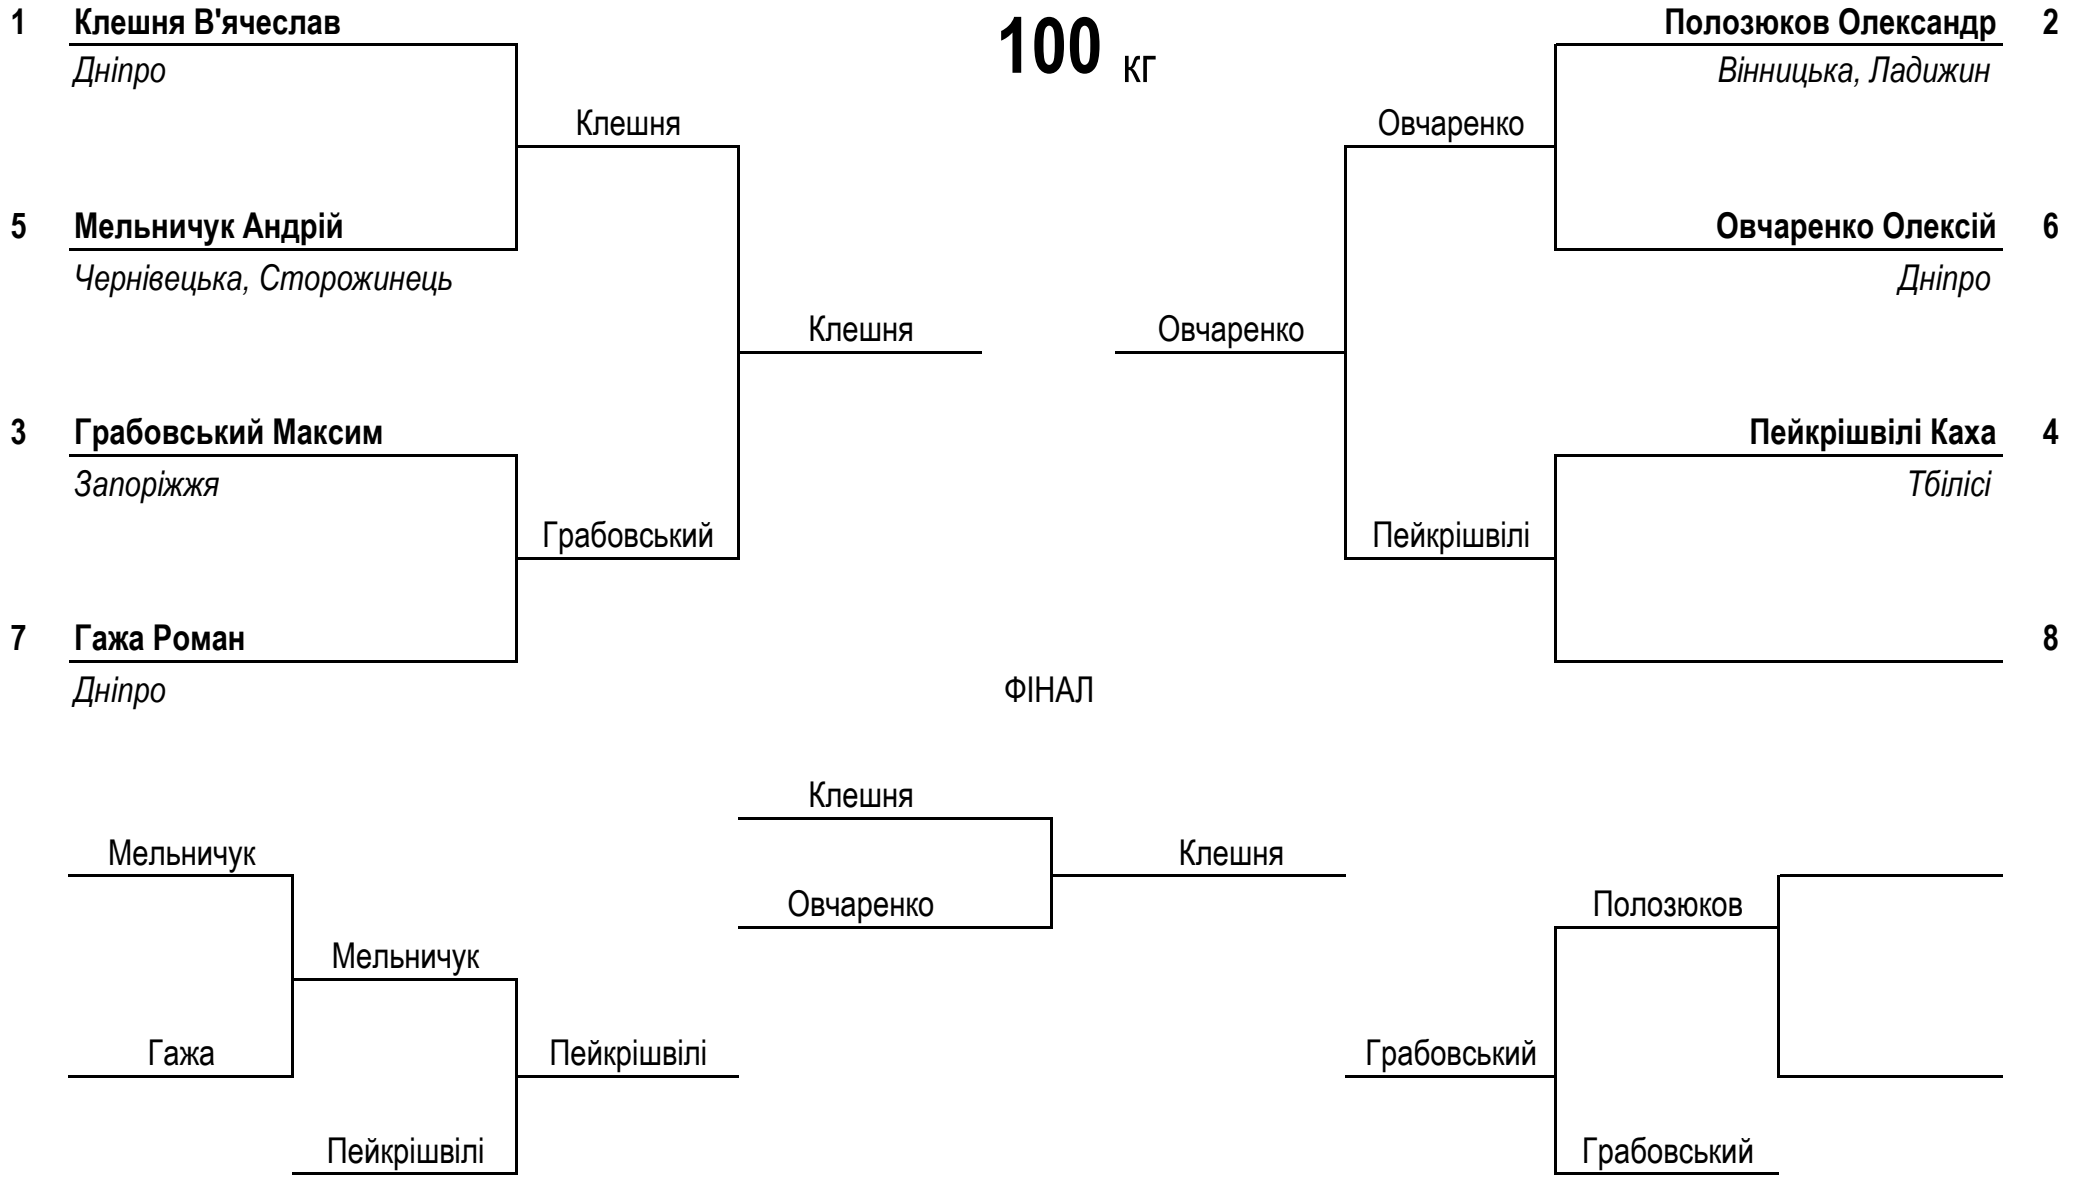 1 Клешня В'ячеслав
Дніпро
100 кг
Полозюков Олександр 2
Вінницька, Ладижин
Клешня
Овчаренко
5 Мельничук Андрій
Чернівецька, Сторожинець
Овчаренко Олексій 6
Дніпро
Клешня
Овчаренко
3 Грабовський Максим
Запоріжжя
Пейкрішвілі Каха 4
Тбілісі
Грабовський
Пейкрішвілі
7 Гажа Роман
Дніпро
8
ФІНАЛ
Клешня
Мельничук
Клешня
Овчаренко
Полозюков
Мельничук
Гажа
Пейкрішвілі
Грабовський
Пейкрішвілі
Грабовський